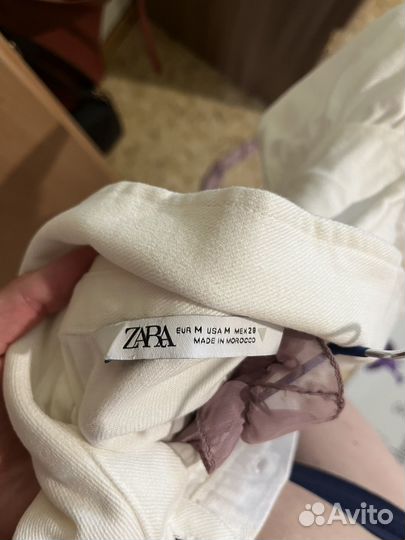 ZARA EUR M USA M MEX 28
MADE IN MOROCCO
Avito